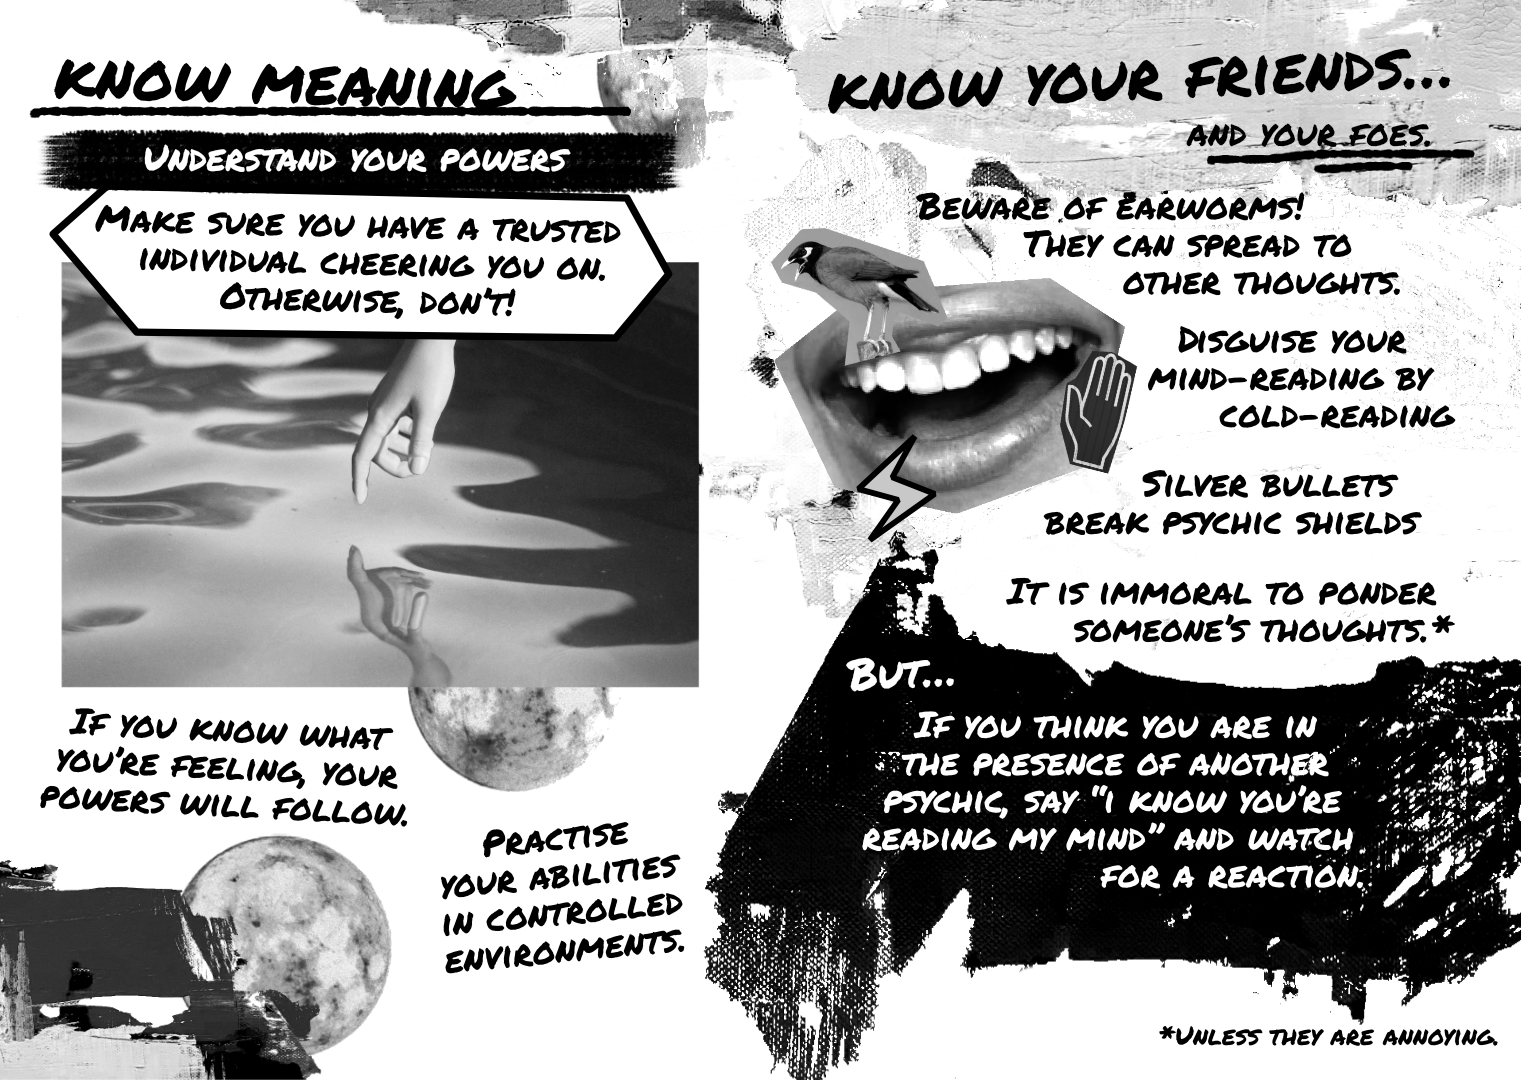 KNOW MEANING
UNDERSTAND YOUR POWERS
MAKE SURE YOU HAVE A TRUSTED
INDIVIDUAL CHEERING YOU ON.
OTHERWISE, DON'T!
IF YOU KNOW WHAT
YOU'RE FEELING, YOUR
POWERS WILL FOLLOW.
PRACTISE
YOUR ABILITIES
IN CONTROLLED
ENVIRONMENTS.
KNOW YOUR FRIENDS...
AND YOUR FOES.
BEWARE OF EARWORMS!
THEY CAN SPREAD TO
OTHER THOUGHTS.
DISGUISE YOUR
MIND-READING BY
COLD-READING
SILVER BULLETS
BREAK PSYCHIC SHIELDS
IT IS IMMORAL TO PONDER
SOMEONE'S THOUGHTS.*
BUT...
IF YOU THINK YOU ARE IN
THE PRESENCE OF ANOTHER
PSYCHIC, SAY "I KNOW YOU'RE
READING MY MIND" AND WATCH
FOR A REACTION.
*UNLESS THEY ARE ANNOYING.